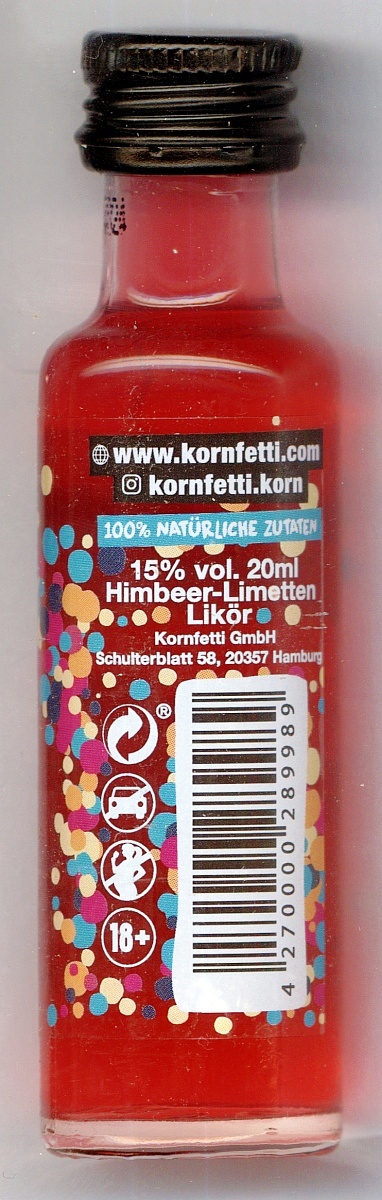 www.kornfetti.com
kornfetti.korn
100% NATÜRLICHE ZUTATEN
15% vol. 20ml
Himbeer-Limetten
Likör
Kornfetti GmbH
Schulterblatt 58, 20357 Hamburg
®
18+
4 270000 289989